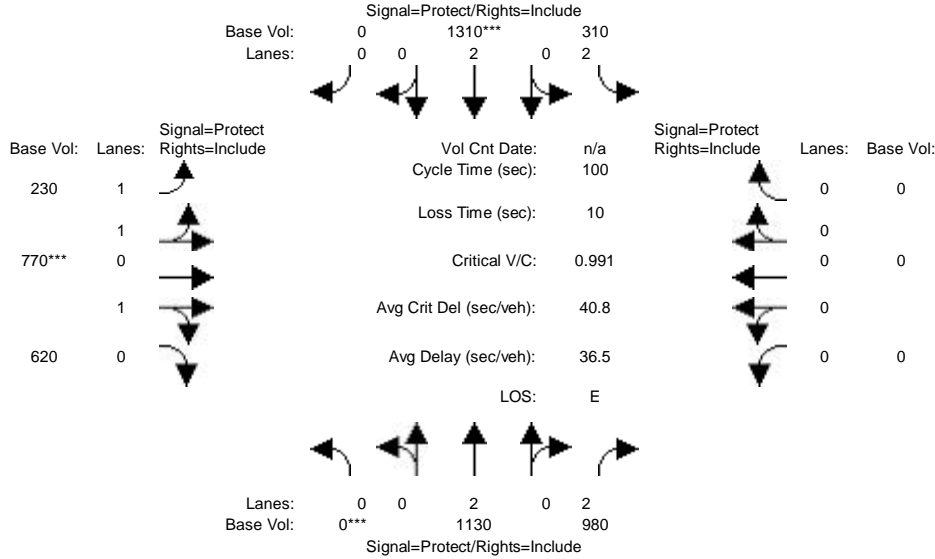 Signal=Protect/Rights=Include
Base Vol: 0 1310*** 310
Lanes: 0 0 2 0 2
Signal=Protect Signal=Protect
Base Vol: Lanes: Rights=Include Vol Cnt Date: n/a Rights=Include Lanes: Base Vol:
Cycle Time (sec): 100
230 1 0 0
Loss Time (sec): 10
1 0
770*** 0 Critical V/C: 0.991 0 0
1 Avg Crit Del (sec/veh): 40.8 0
620 0 Avg Delay (sec/veh): 36.5 0 0
LOS: E
Lanes: 0 0 2 0 2
Base Vol: 0*** 1130 980
Signal=Protect/Rights=Include